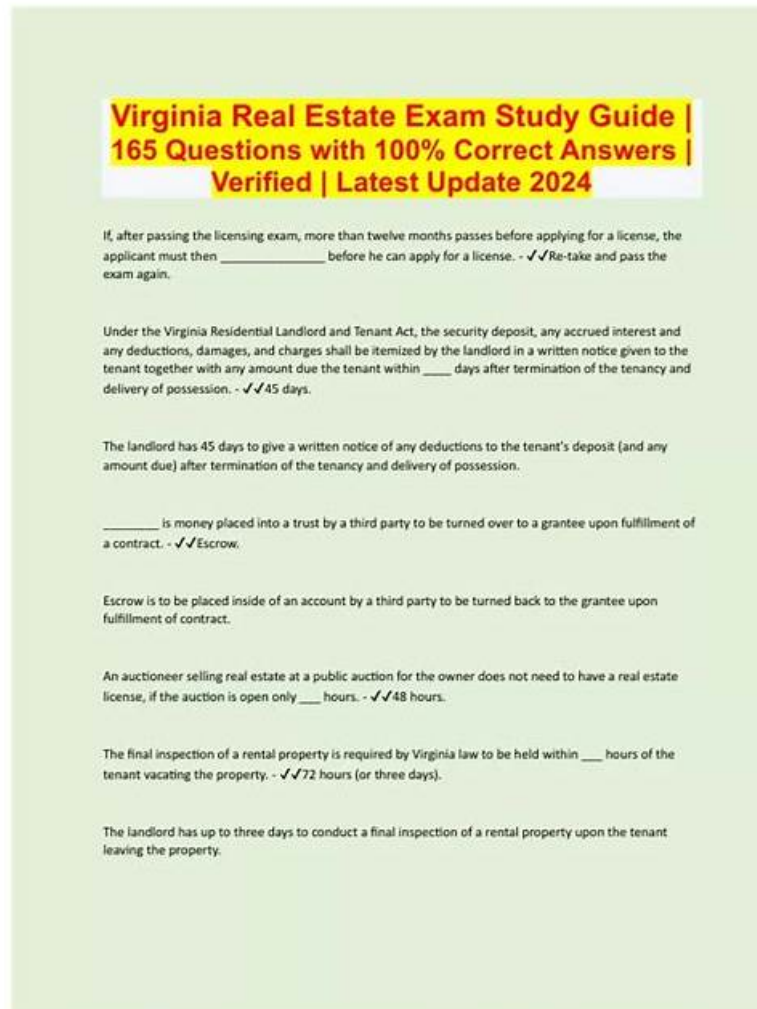 Virginia Real Estate Exam Study Guide |
165 Questions with 100% Correct Answers |
Verified | Latest Update 2024
If, after passing the licensing exam, more than twelve months passes before applying for a license, the
applicant must then ________________ before he can apply for a license. - ✓✓Re-take and pass the
exam again.
Under the Virginia Residential Landlord and Tenant Act, the security deposit, any accrued interest and
any deductions, damages, and charges shall be itemized by the landlord in a written notice given to the
tenant together with any amount due the tenant within ____ days after termination of the tenancy and
delivery of possession. - ✓✓45 days.
The landlord has 45 days to give a written notice of any deductions to the tenant's deposit (and any
amount due) after termination of the tenancy and delivery of possession.
________ is money placed into a trust by a third party to be turned over to a grantee upon fulfillment of
a contract. - ✓✓Escrow.
Escrow is to be placed inside of an account by a third party to be turned back to the grantee upon
fulfillment of contract.
An auctioneer selling real estate at a public auction for the owner does not need to have a real estate
license, if the auction is open only ___ hours. - ✓✓48 hours.
The final inspection of a rental property is required by Virginia law to be held within ___ hours of the
tenant vacating the property. - ✓✓72 hours (or three days).
The landlord has up to three days to conduct a final inspection of a rental property upon the tenant
leaving the property.